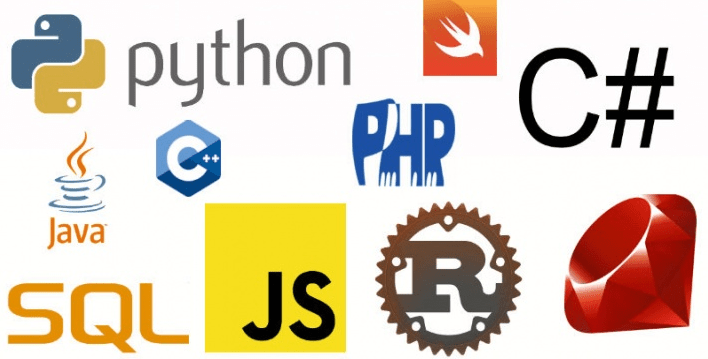 python
C#
C++
PHP
Java
SQL
JS
R